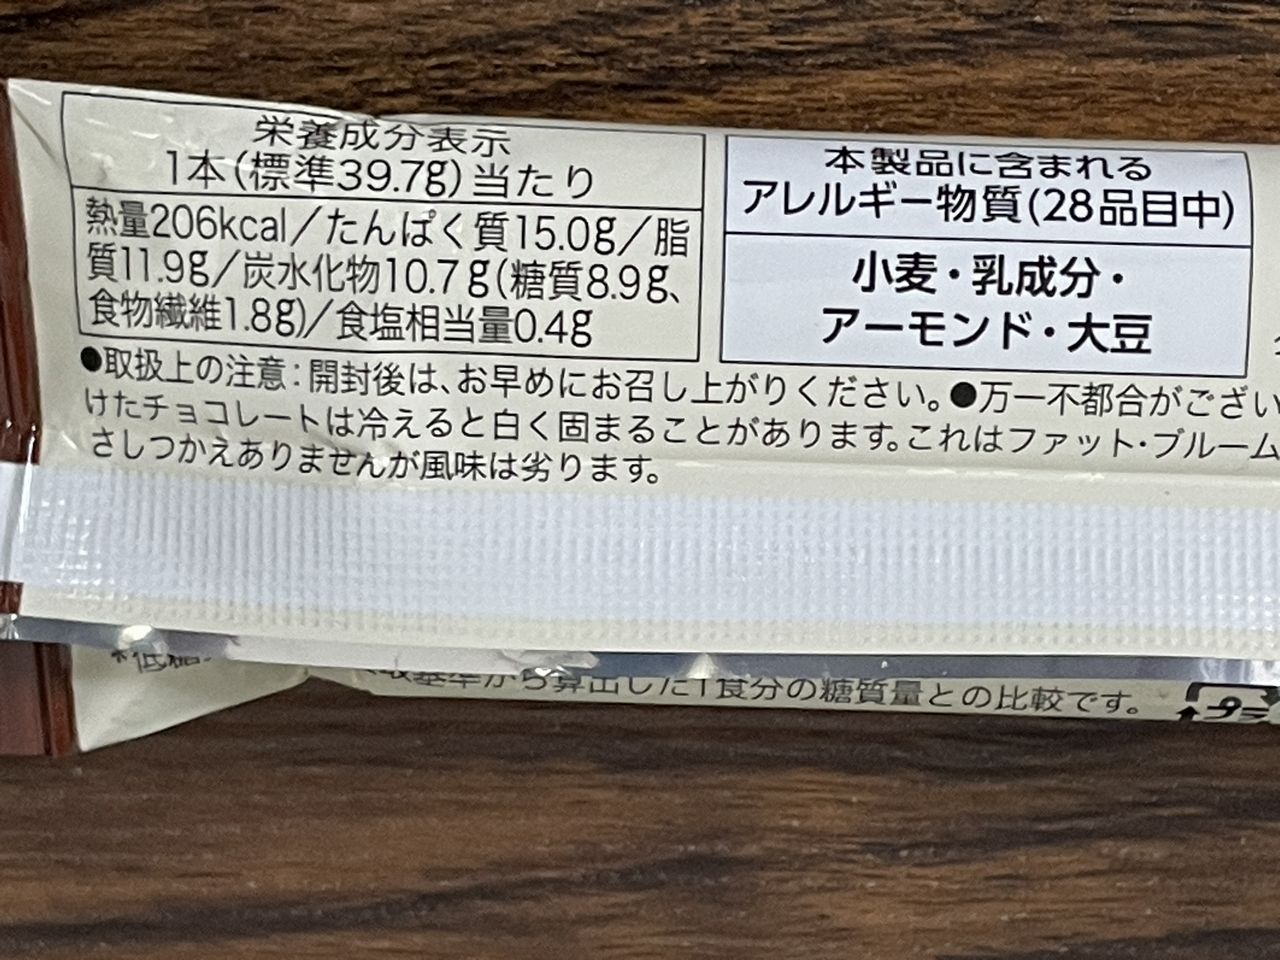 栄養成分表示
1本(標準39.7g)当たり
熱量206kcal/たんぱく質15.0g/脂
質11.9g/炭水化物10.7g(糖質8.9g、
食物繊維1.8g)/食塩相当量0.4g
本製品に含まれる
アレルギー物質(28品目中)
小麦・乳成分・
アーモンド・大豆
●取扱上の注意:開封後は、お早めにお召し上がりください。●万一不都合がござい
けたチョコレートは冷えると白く固まることがあります。これはファット・ブルーム
さしつかえありませんが風味は劣ります。
*低糖
取基準から算出した1食分の糖質量との比較です。
プラ